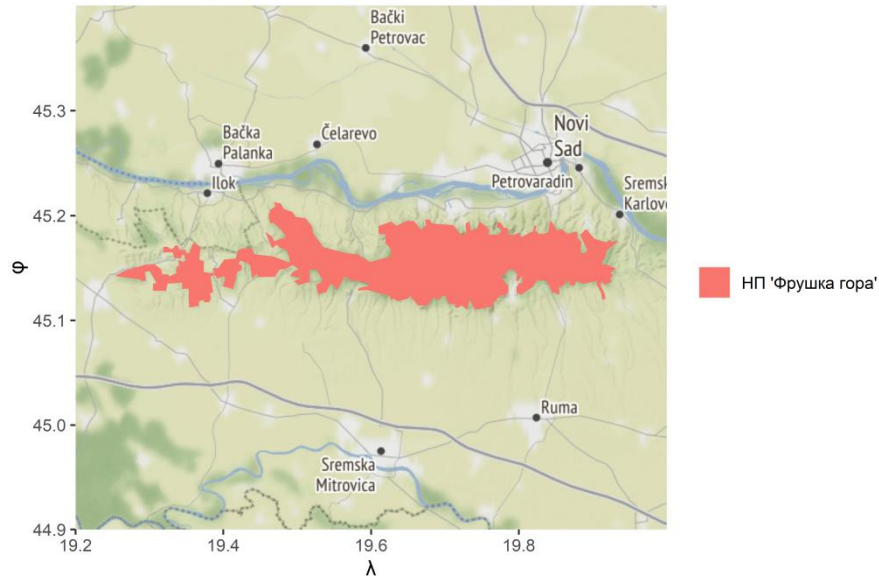 Bački
Petrovac
45.3
Bačka
Palanka
Čelarevo
Novi
Sad
Ilok
Petrovaradin
Sremsk
Karlov
45.2
φ
НП 'Фрушка гора'
45.1
45.0
Ruma
Sremska
Mitrovica
44.9
19.2
19.4
19.6
19.8
λ